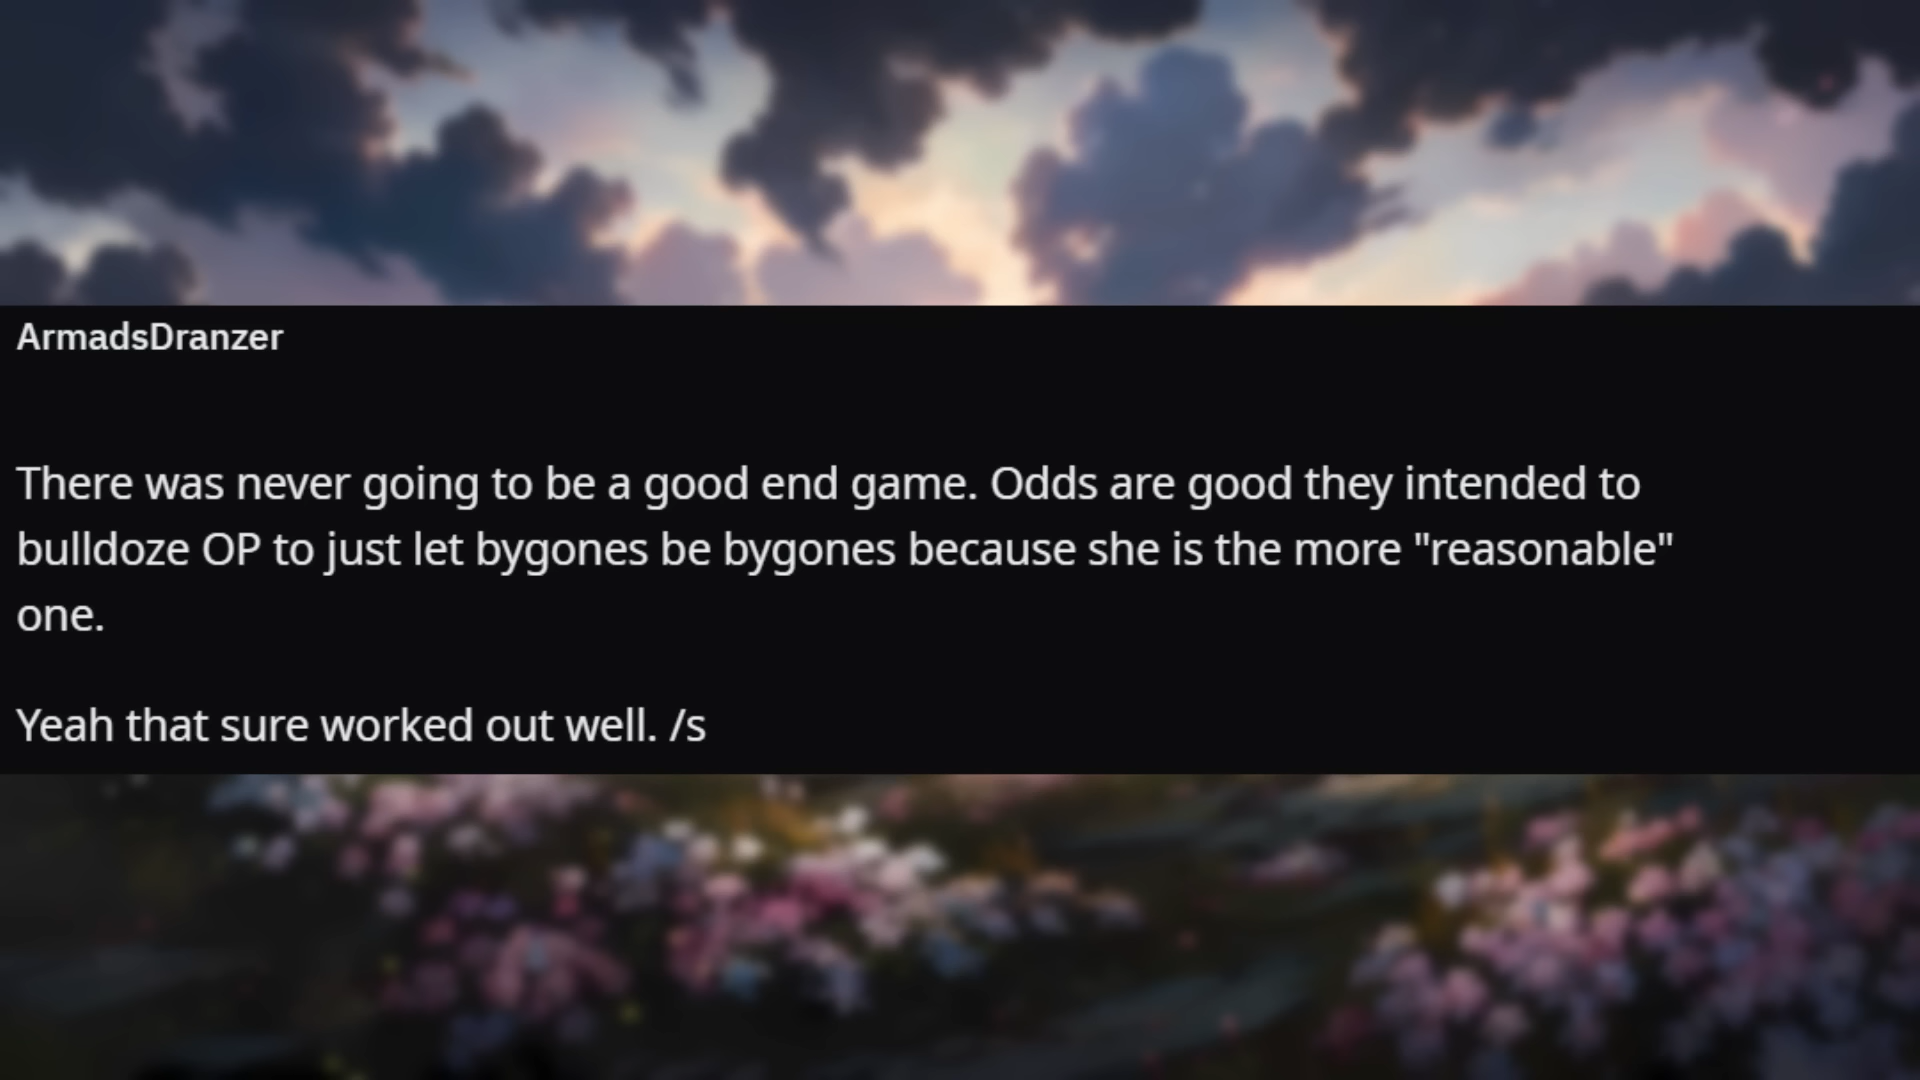 ArmadsDranzer
There was never going to be a good end game. Odds are good they intended to
bulldoze OP to just let bygones be bygones because she is the more "reasonable"
one.
Yeah that sure worked out well. /s